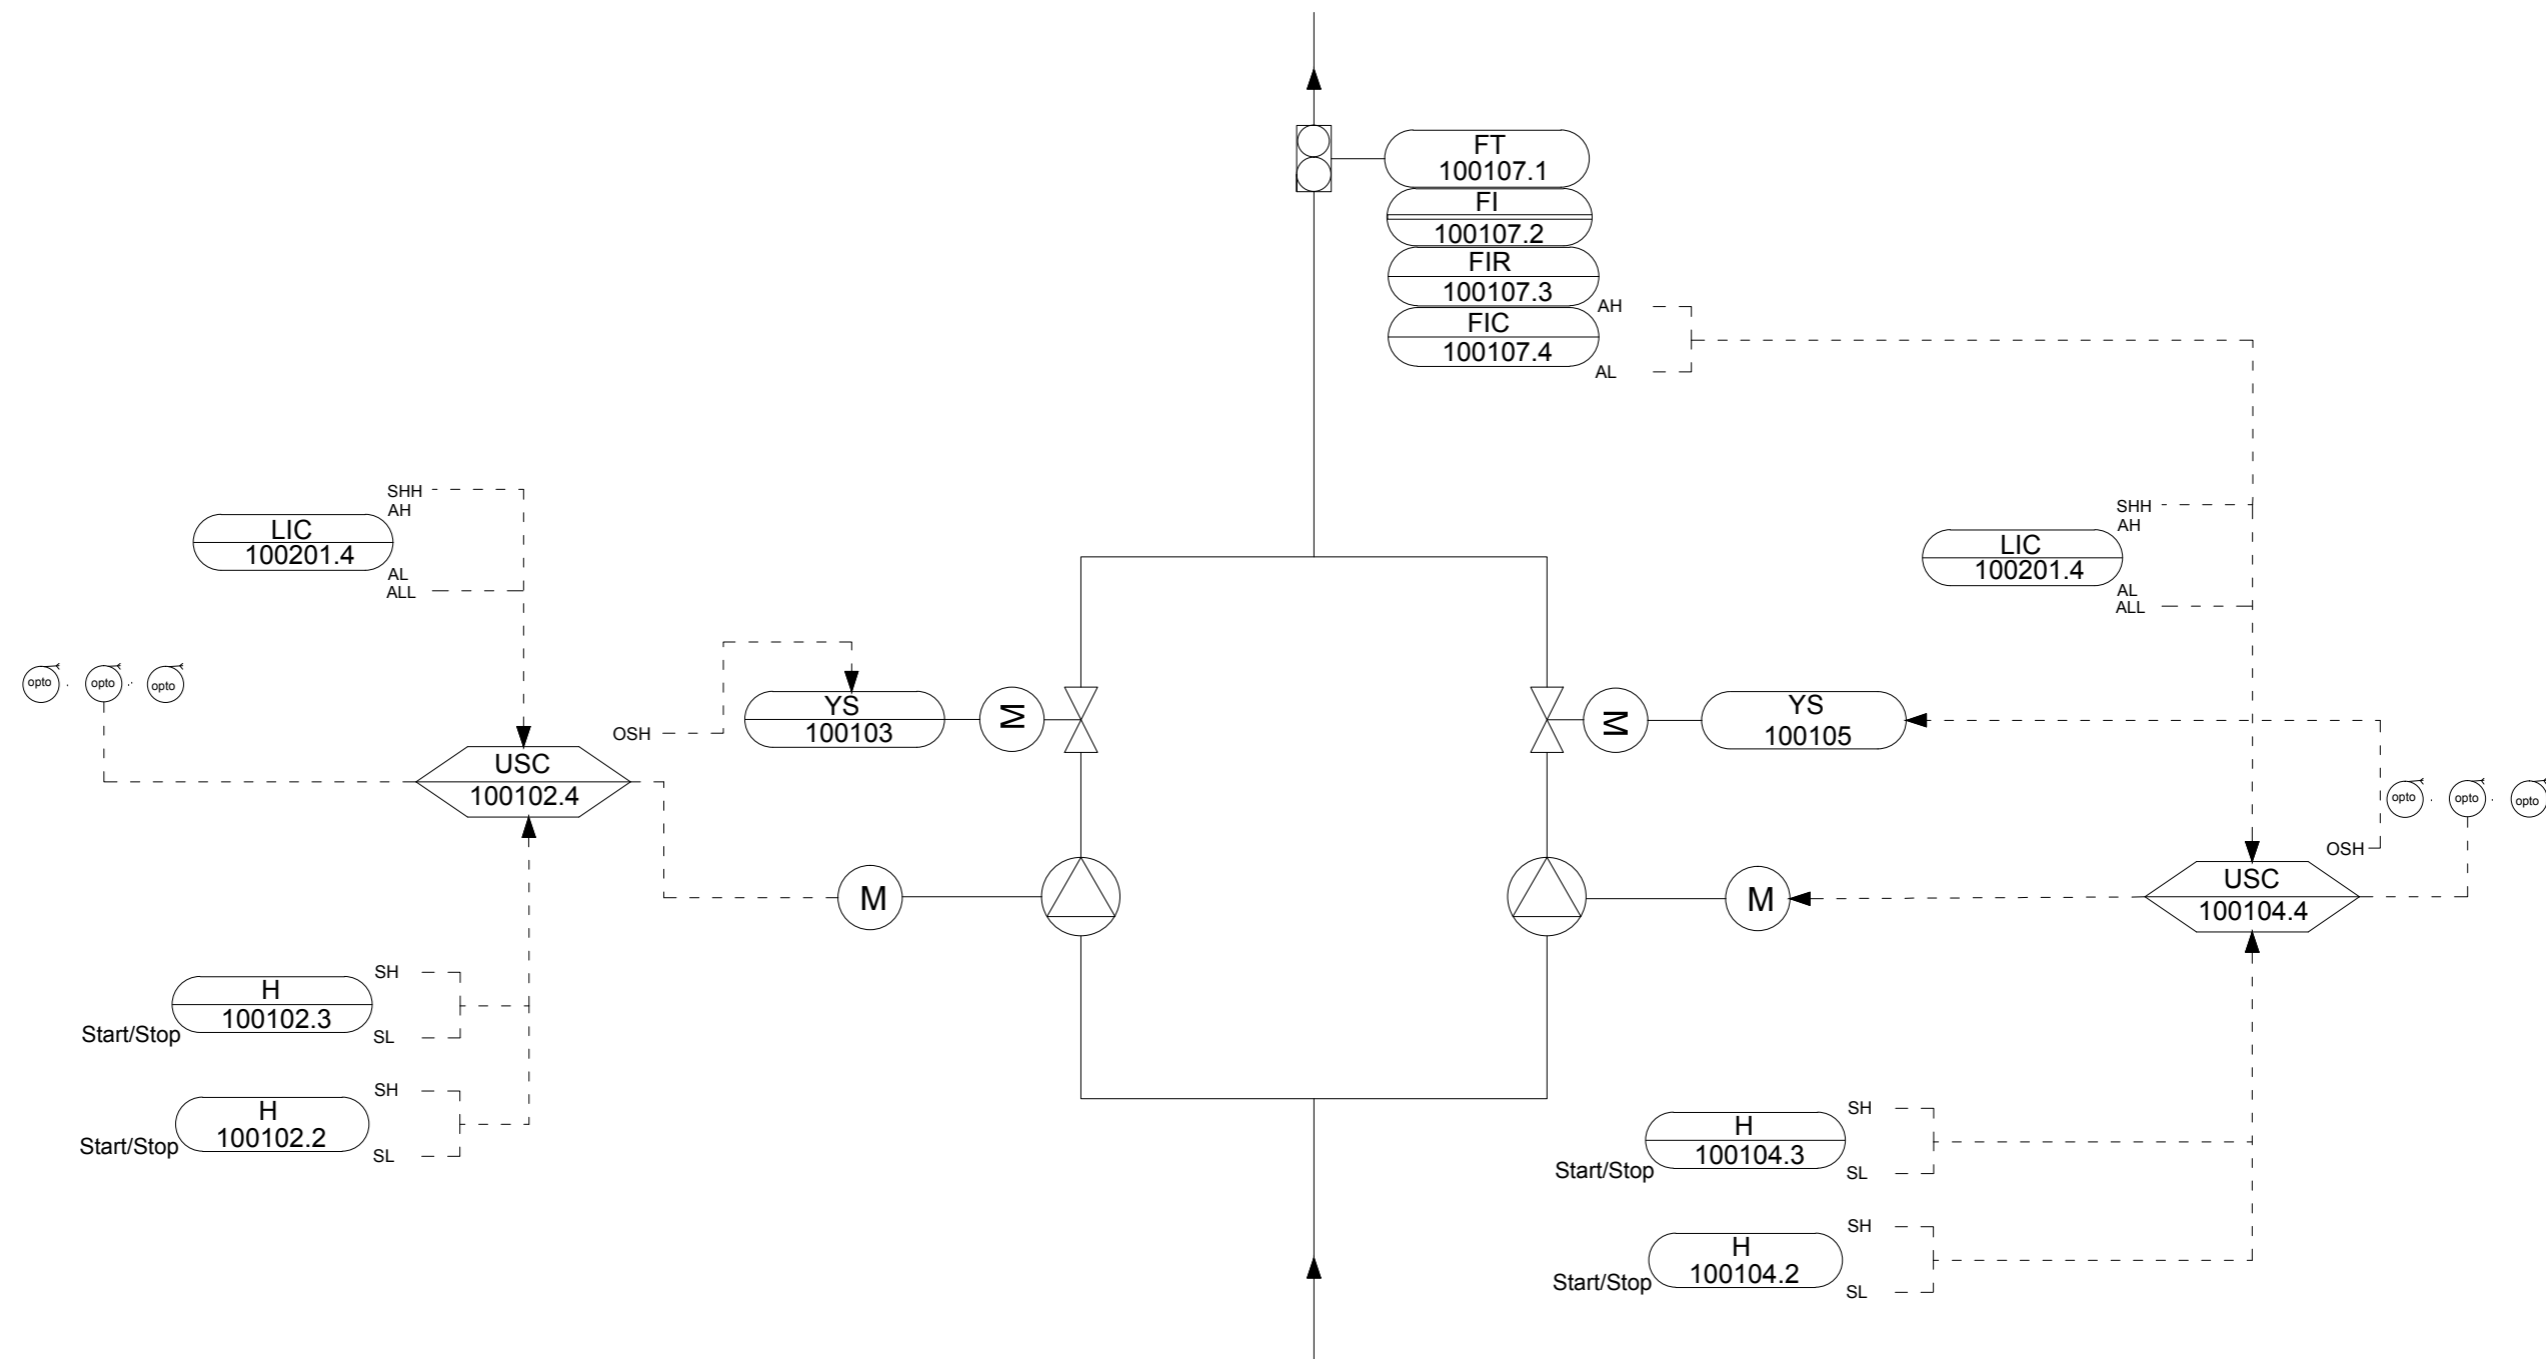 FT
100107.1
FI
100107.2
FIR
100107.3
AH
FIC
100107.4
AL
SHH
AH
LIC
100201.4
AL
ALL
SHH
AH
LIC
100201.4
AL
ALL
opto
opto
opto
OSH
YS
100103
M
M
YS
100105
USC
100102.4
opto
opto
opto
OSH
M
M
USC
100104.4
SH
H
100102.3
Start/Stop
SL
SH
H
100102.2
Start/Stop
SL
SH
H
100104.3
Start/Stop
SL
SH
H
100104.2
Start/Stop
SL